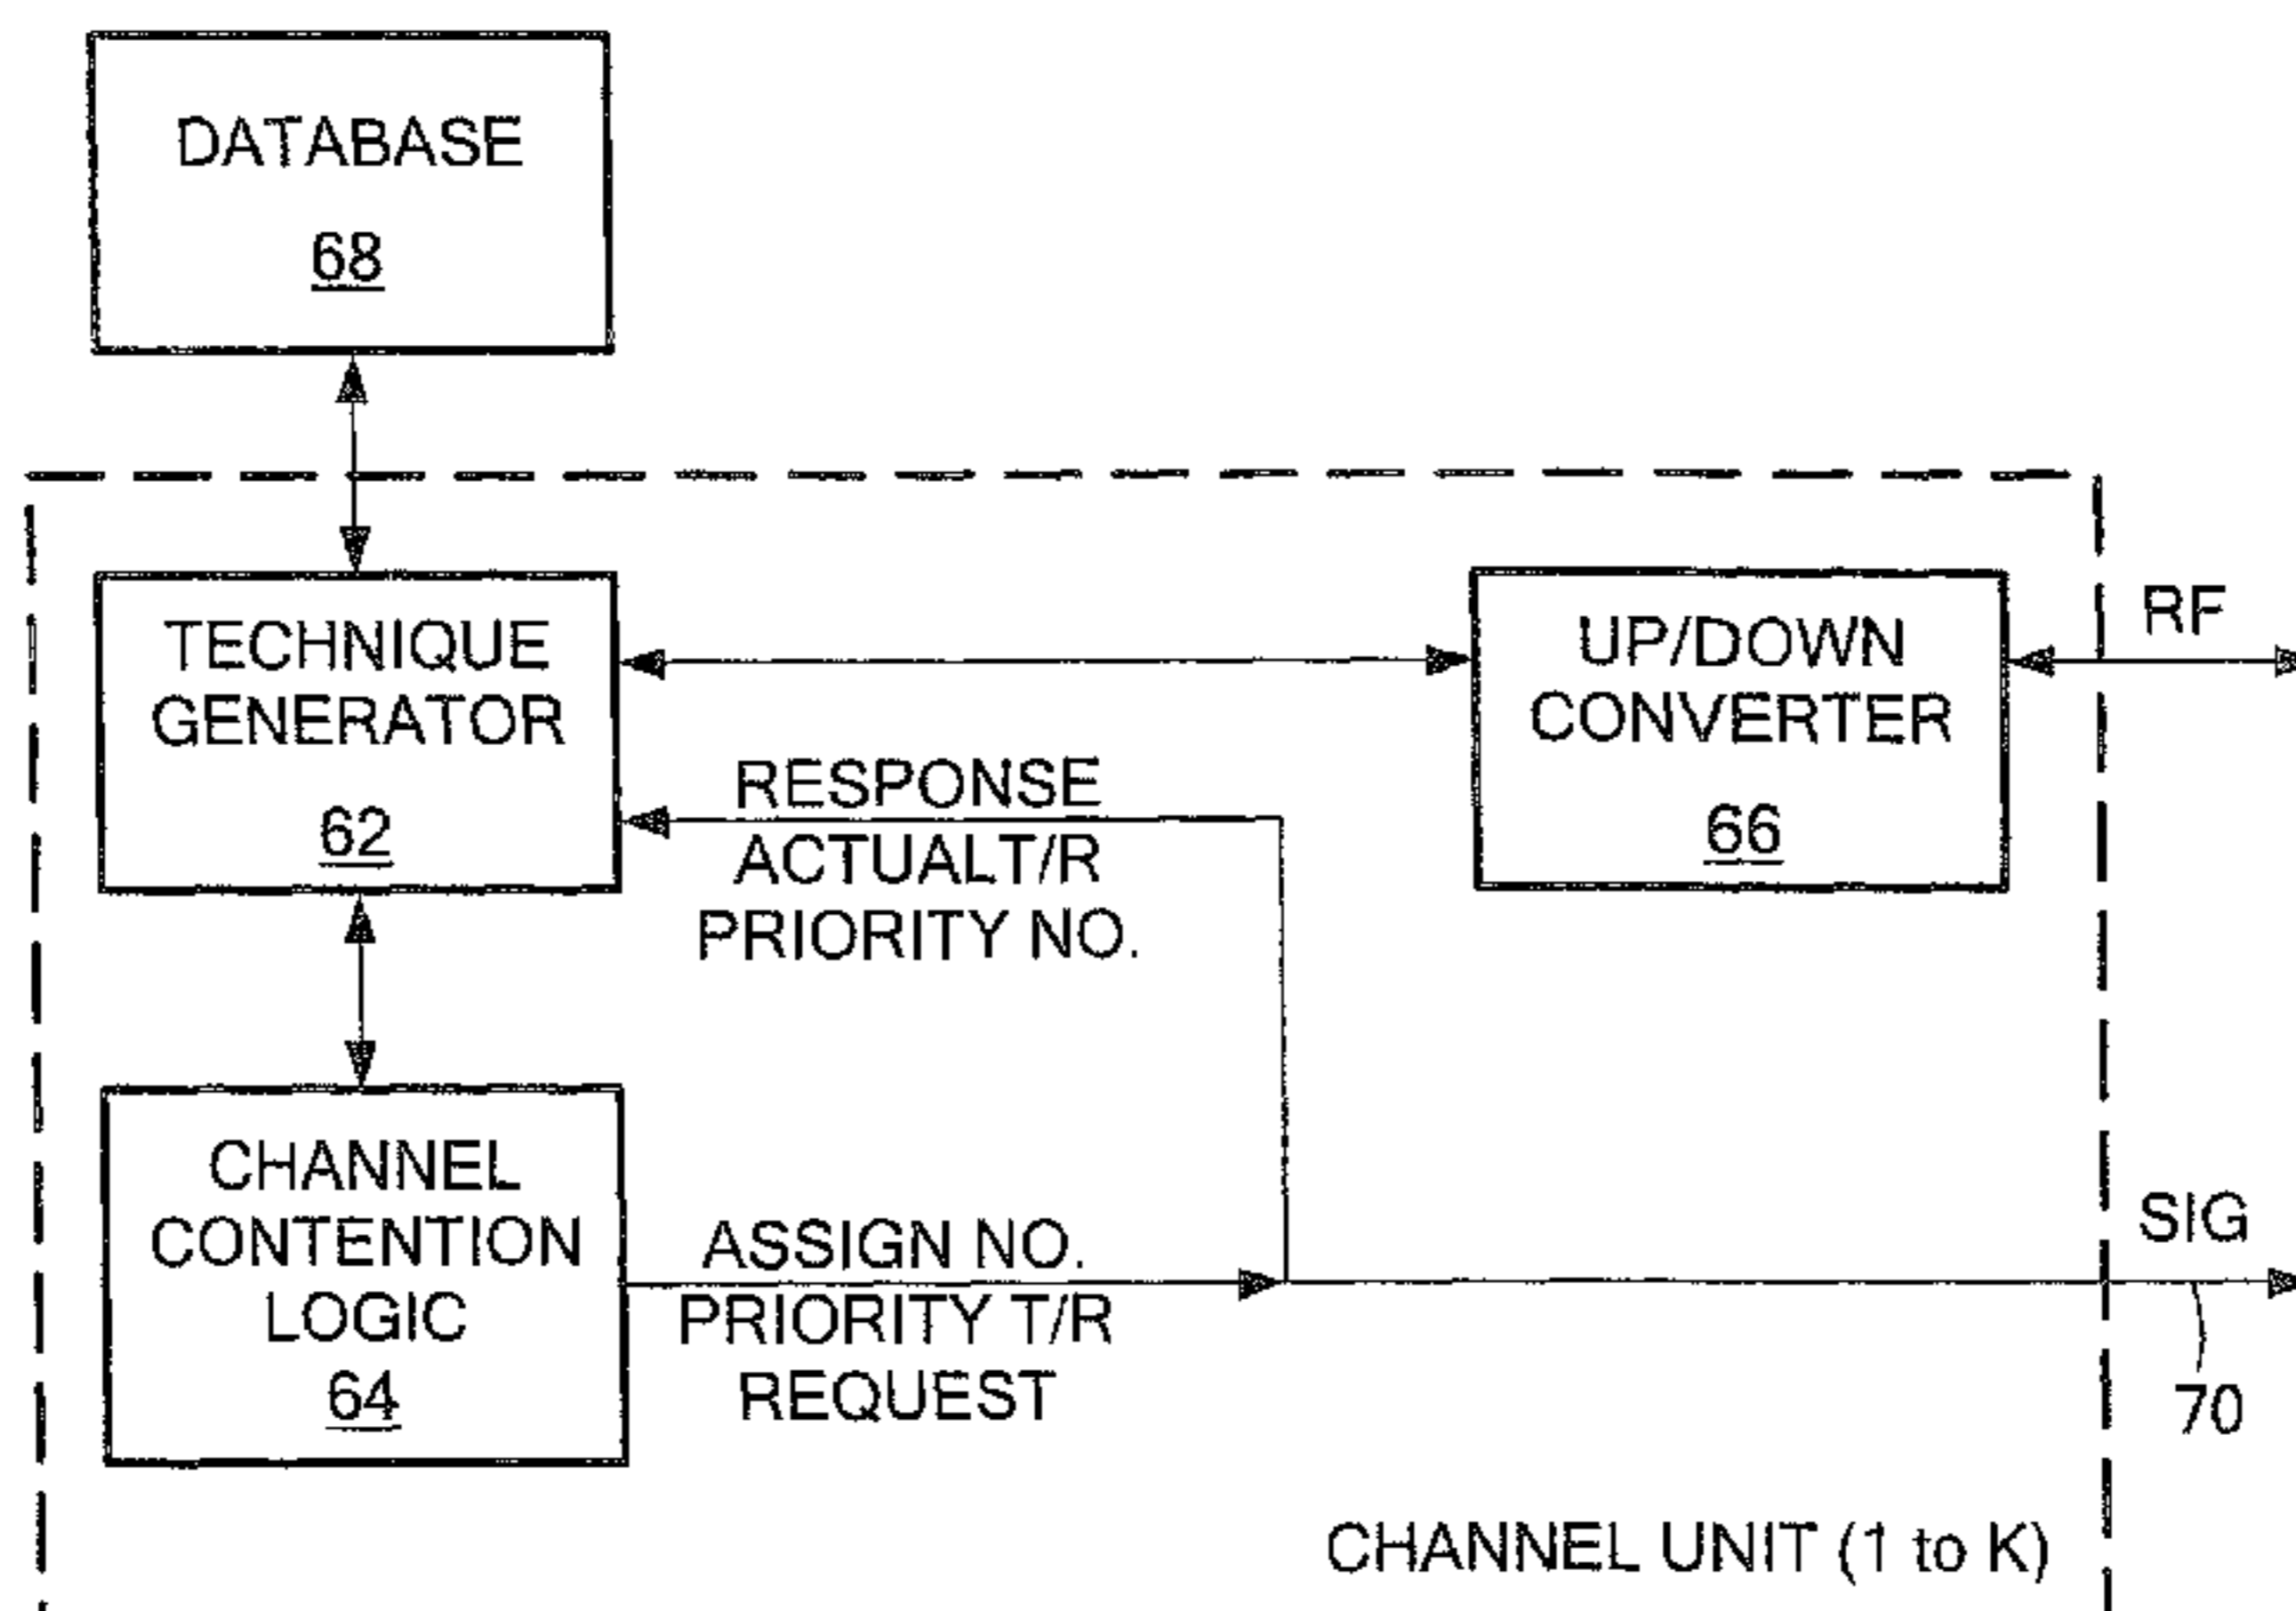 DATABASE
68
TECHNIQUE
GENERATOR
62
UP/DOWN
CONVERTER
66
RF
RESPONSE
ACTUALT/R
PRIORITY NO.
CHANNEL
CONTENTION
LOGIC
64
ASSIGN NO.
PRIORITY T/R
REQUEST
SIG
70
CHANNEL UNIT (1 to K)